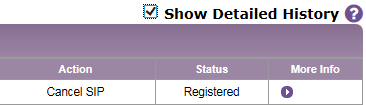 Show Detailed History ?
Action Status More Info
Cancel SIP Registered